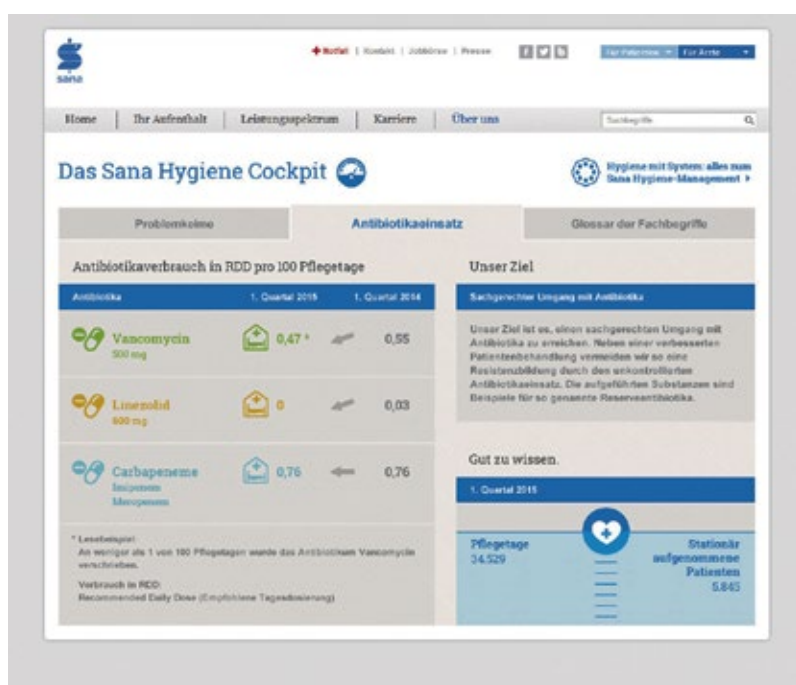 sana
Notfall | Kontakt | Jobbörse | Presse
Für Patienten
Für Ärzte
Home | Ihr Aufenthalt | Leistungsspektrum | Karriere | Über uns
Suchbegriffe
Das Sana Hygiene Cockpit
Hygiene mit System: alles zum
Sana Hygiene-Management
Problemkeime
Antibiotikaeinsatz
Glossar der Fachbegriffe
Antibiotikaverbrauch in RDD pro 100 Pflegetage
Antibiotika 1. Quartal 2015 1. Quartal 2014
Vancomycin 0,47 * 0,55
500 mg
Linezolid 0 0,03
600 mg
Carbapeneme 0,76 0,76
Imipenem
Meropenem
* Lesebeispiel:
An weniger als 1 von 100 Pflegetagen wurde das Antibiotikum Vancomycin
verschrieben.
Verbrauch in RDD:
Recommended Daily Dose (Empfohlene Tagesdosierung)
Unser Ziel
Sachgerechter Umgang mit Antibiotika
Unser Ziel ist es, einen sachgerechten Umgang mit
Antibiotika zu erreichen. Neben einer verbesserten
Patientenbehandlung vermeiden wir so eine
Resistenzbildung durch den unkontrollierten
Antibiotikaeinsatz. Die aufgeführten Substanzen sind
Beispiele für so genannte Reserveantibiotika.
Gut zu wissen.
1. Quartal 2015
Pflegetage
34.529
Stationär
aufgenommene
Patienten
5.845